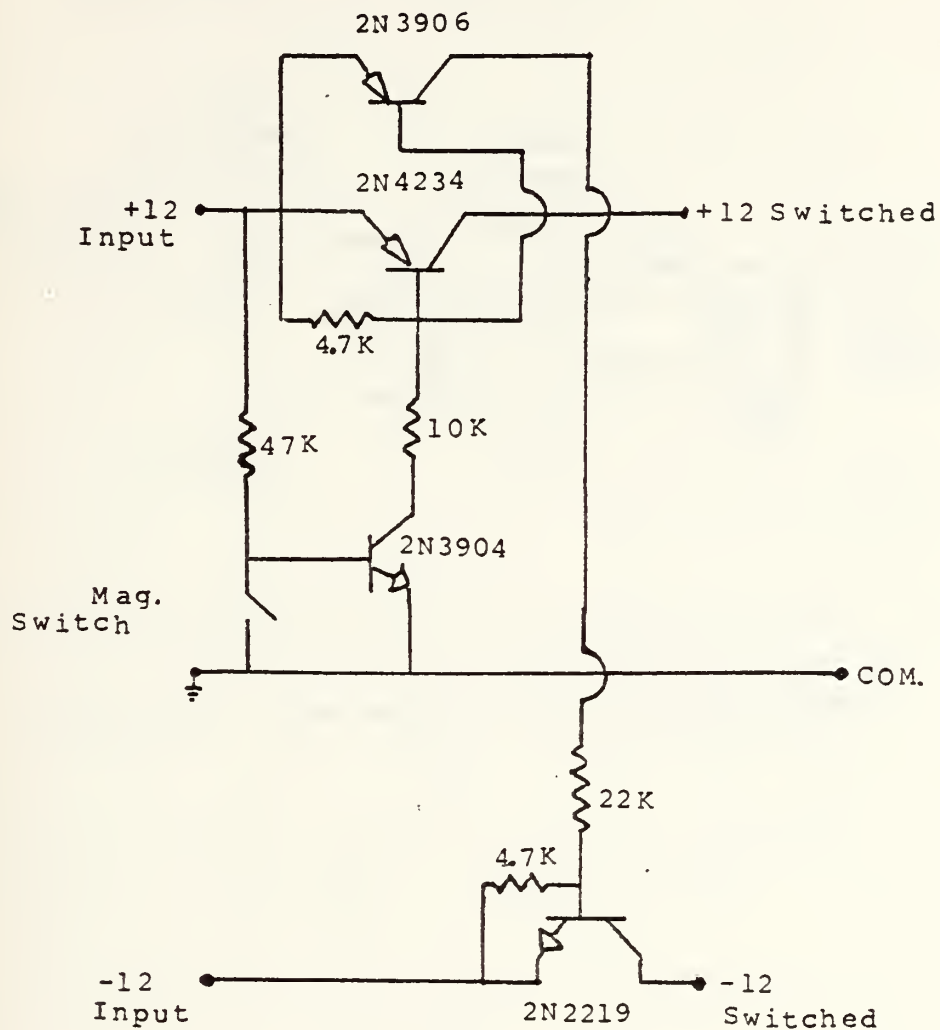 2N3906
2N4234
+12
Input
+12 Switched
4.7K
47K
10K
2N3904
Mag.
Switch
COM.
22K
4.7K
-12
Input
2N2219
-12
Switched